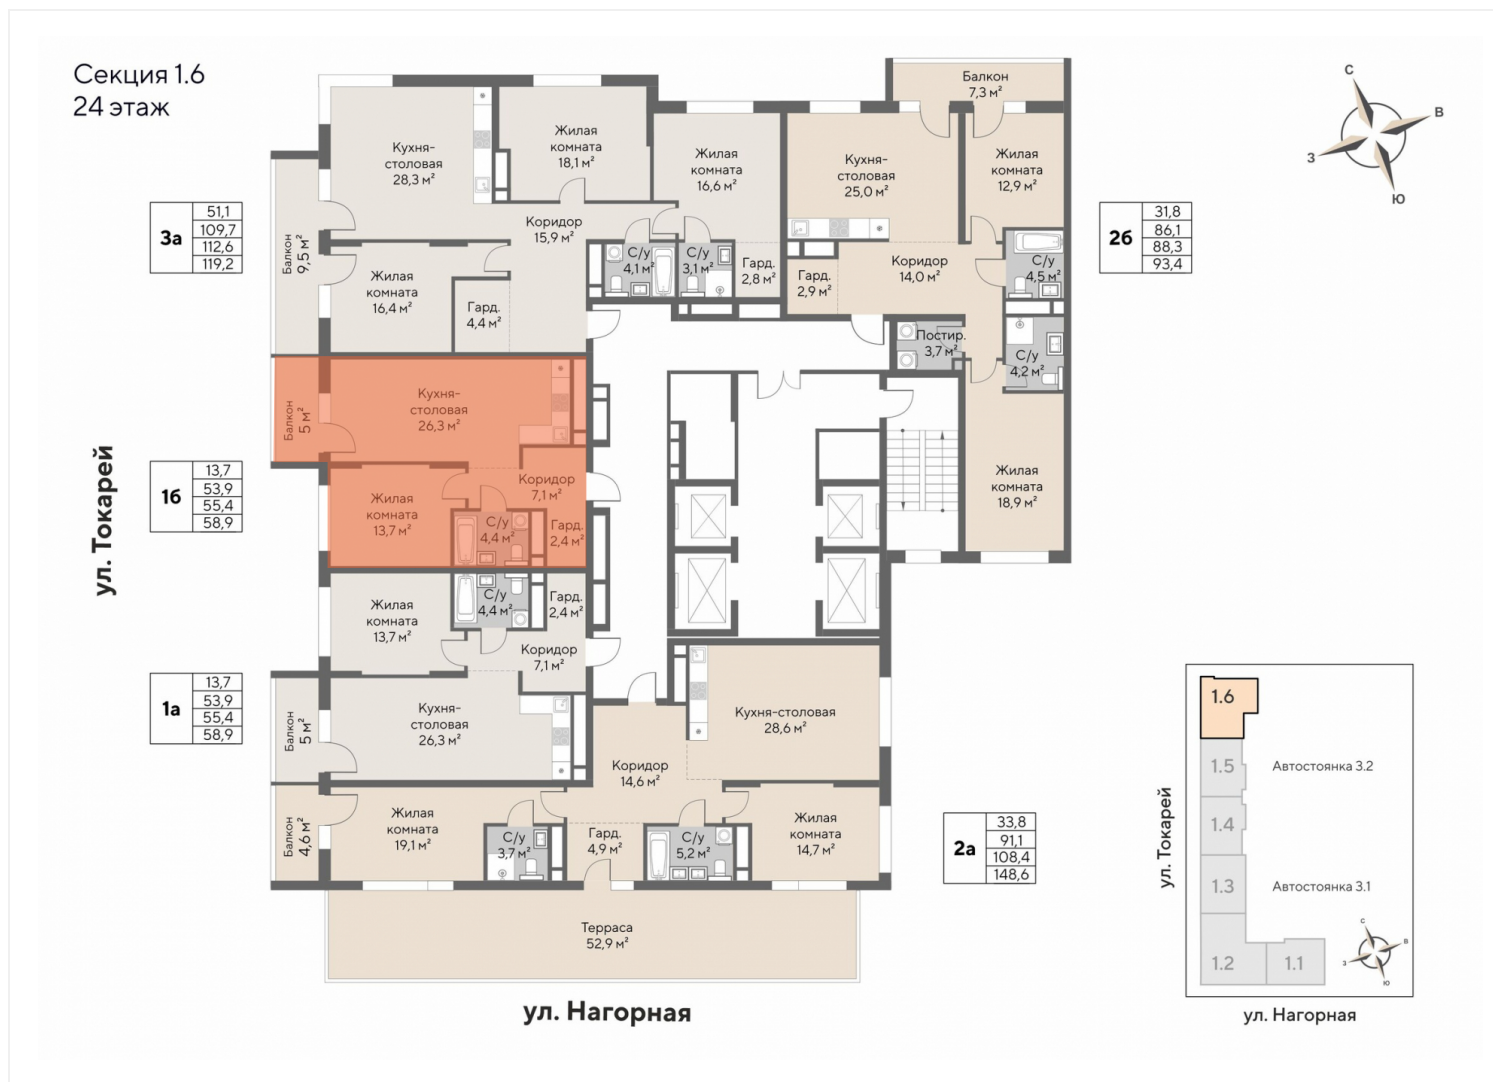 Секция 1.6
24 этаж
Балкон
7,3 м²
С
В
З
Ю
Кухня-
столовая
28,3 м²
Жилая
комната
18,1 м²
Жилая
комната
16,6 м²
Кухня-
столовая
25,0 м²
Жилая
комната
12,9 м²
3а
51,1
109,7
112,6
119,2
2б
31,8
86,1
88,3
93,4
Балкон
9,5 м²
Коридор
15,9 м²
Жилая
комната
16,4 м²
Гард.
4,4 м²
С/у
4,1 м²
С/у
3,1 м²
Гард.
2,8 м²
Гард.
2,9 м²
Коридор
14,0 м²
С/у
4,5 м²
Постир.
3,7 м²
С/у
4,2 м²
Жилая
комната
18,9 м²
ул. Токарей
Балкон
5 м²
Кухня-
столовая
26,3 м²
1б
13,7
53,9
55,4
58,9
Жилая
комната
13,7 м²
Коридор
7,1 м²
С/у
4,4 м²
Гард.
2,4 м²
Жилая
комната
13,7 м²
С/у
4,4 м²
Гард.
2,4 м²
Коридор
7,1 м²
1а
13,7
53,9
55,4
58,9
Балкон
5 м²
Кухня-
столовая
26,3 м²
Кухня-столовая
28,6 м²
Коридор
14,6 м²
Балкон
4,6 м²
Жилая
комната
19,1 м²
С/у
3,7 м²
Гард.
4,9 м²
С/у
5,2 м²
Жилая
комната
14,7 м²
2а
33,8
91,1
108,4
148,6
Терраса
52,9 м²
ул. Нагорная
1.6
1.5
Автостоянка 3.2
1.4
1.3
Автостоянка 3.1
1.2
1.1
ул. Токарей
С
В
З
Ю
ул. Нагорная